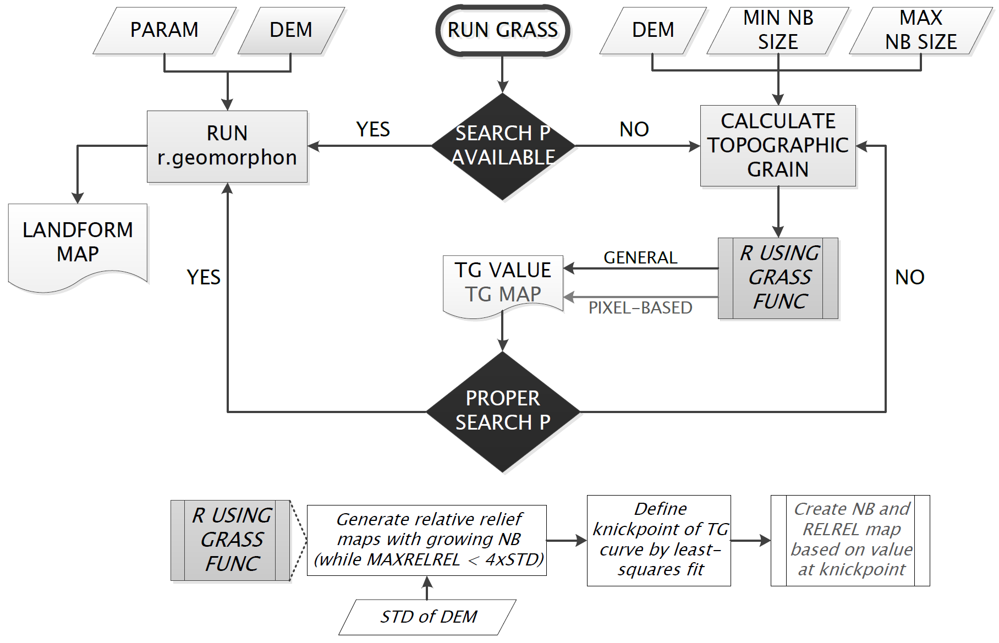 PARAM
DEM
RUN GRASS
DEM
MIN NB
SIZE
MAX
NB SIZE
RUN
r.geomorphon
YES
SEARCH P
AVAILABLE
NO
CALCULATE
TOPOGRAPHIC
GRAIN
LANDFORM
MAP
YES
TG VALUE
TG MAP
GENERAL
PIXEL-BASED
R USING
GRASS
FUNC
NO
PROPER
SEARCH P
R USING
GRASS
FUNC
Generate relative relief
maps with growing NB
(while MAXRELREL < 4xSTD)
Define
knickpoint of TG
curve by least-
squares fit
Create NB and
RELREL map
based on value
at knickpoint
STD of DEM